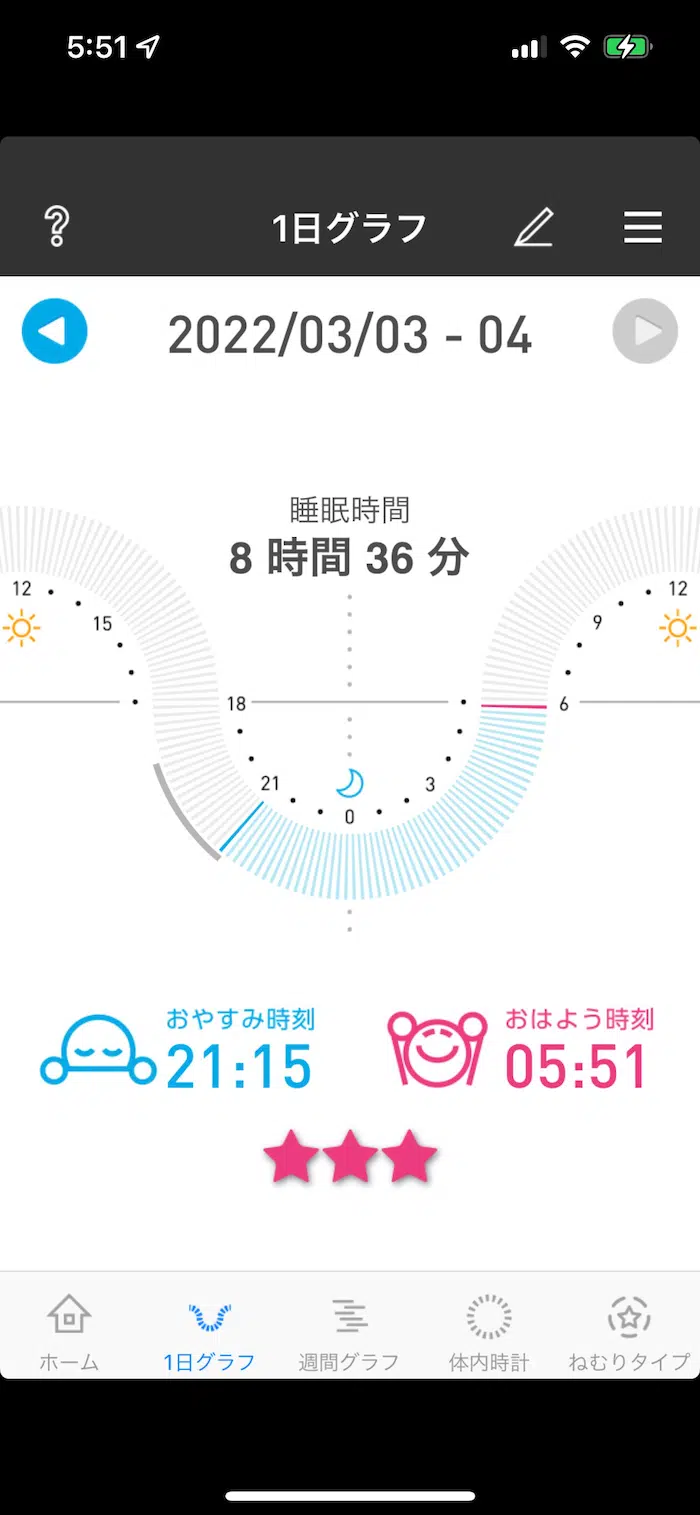 5:51
1日グラフ
2022/03/03 - 04
睡眠時間
8 時間 36 分
12
12
15
9
18
6
21
3
0
おやすみ時刻
21:15
おはよう時刻
05:51
ホーム
1日グラフ
週間グラフ
体内時計
ねむりタイプ